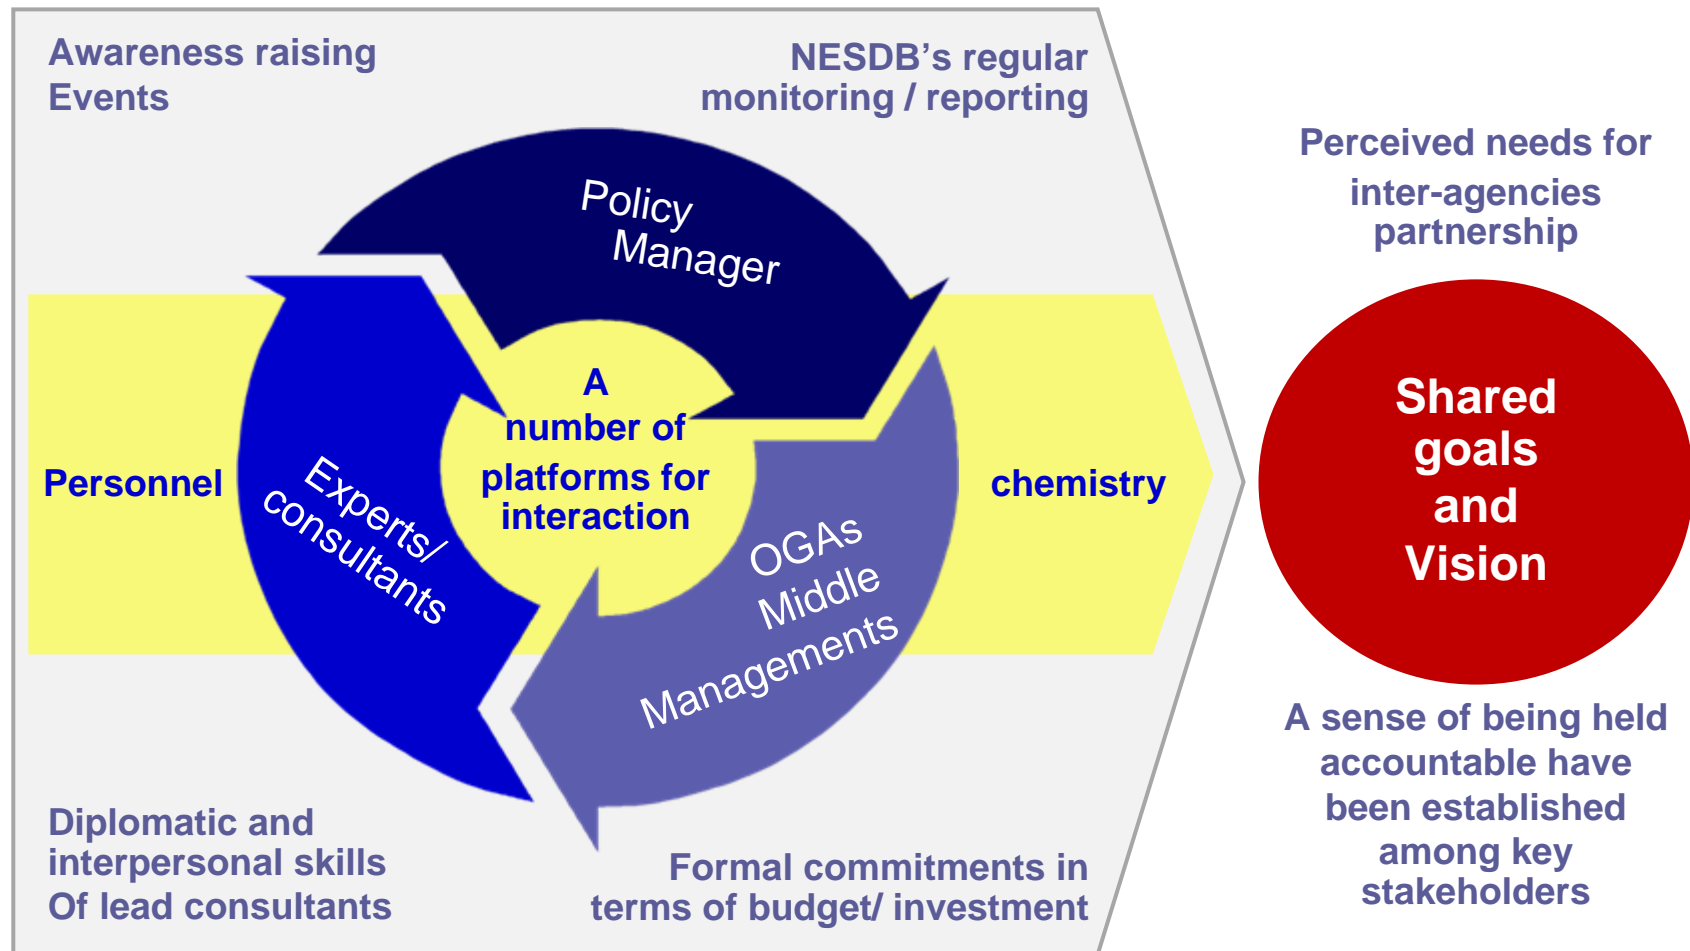 Awareness raising
Events
NESDB’s regular
monitoring / reporting
Policy
Manager
Perceived needs for
inter-agencies
partnership
Personnel
Experts/
consultants
A
number of
platforms for
interaction
chemistry
OGAs
Middle
Managements
Shared
goals
and
Vision
Diplomatic and
interpersonal skills
Of lead consultants
Formal commitments in
terms of budget/ investment
A sense of being held
accountable have
been established
among key
stakeholders